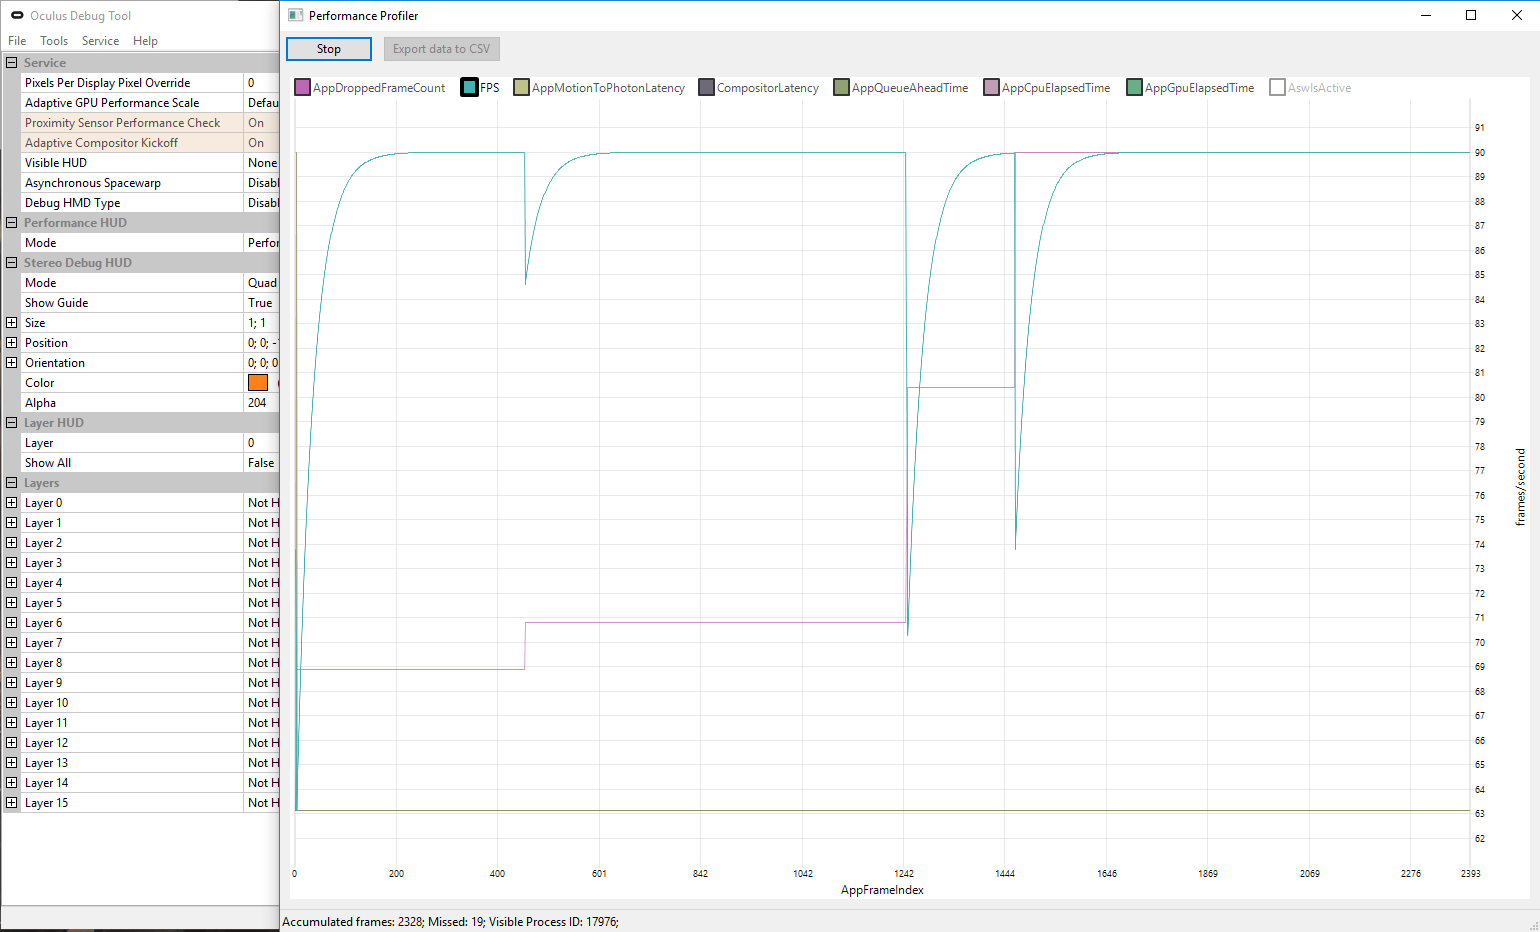 Oculus Debug Tool
File Tools Service Help
Service
Pixels Per Display Pixel Override 0
Adaptive GPU Performance Scale Defau
Proximity Sensor Performance Check On
Adaptive Compositor Kickoff On
Visible HUD None
Asynchronous Spacewarp Disabl
Debug HMD Type Disabl
Performance HUD
Mode Perfor
Stereo Debug HUD
Mode Quad
Show Guide True
Size 1; 1
Position 0; 0; -
Orientation 0; 0; 0
Color
Alpha 204
Layer HUD
Layer 0
Show All False
Layers
Layer 0 Not H
Layer 1 Not H
Layer 2 Not H
Layer 3 Not H
Layer 4 Not H
Layer 5 Not H
Layer 6 Not H
Layer 7 Not H
Layer 8 Not H
Layer 9 Not H
Layer 10 Not H
Layer 11 Not H
Layer 12 Not H
Layer 13 Not H
Layer 14 Not H
Layer 15 Not H
Performance Profiler
Stop Export data to CSV
AppDroppedFrameCount FPS AppMotionToPhotonLatency CompositorLatency AppQueueAheadTime AppCpuElapsedTime AppGpuElapsedTime AswIsActive
91
90
89
88
87
86
85
84
83
82
81
80
79
78
77
76
75
74
73
72
71
70
69
68
67
66
65
64
63
62
frames/second
0 200 400 601 842 1042 1242 1444 1646 1869 2069 2276 2393
AppFrameIndex
Accumulated frames: 2328; Missed: 19; Visible Process ID: 17976;